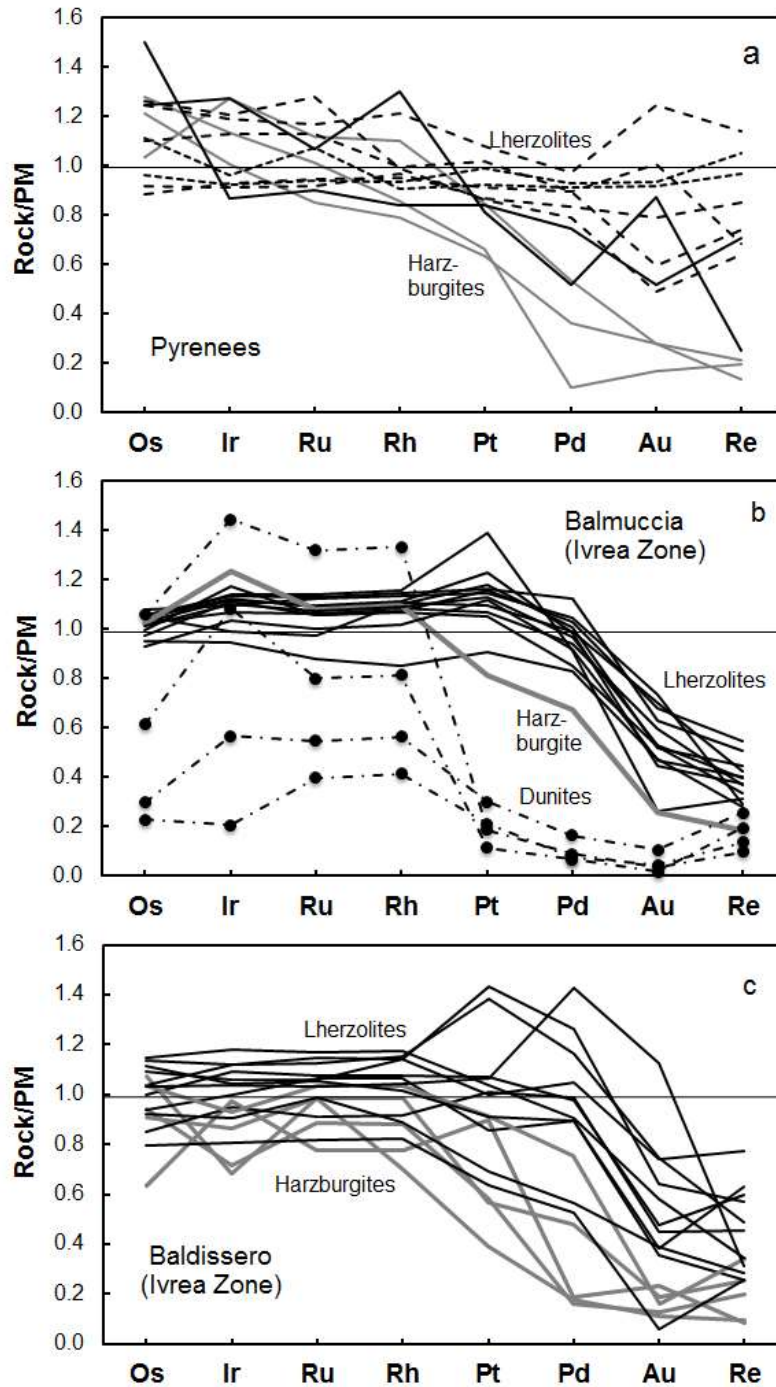 1.6
a
1.4
1.2
Lherzolites
1.0
Rock/PM
0.8
Harz-
burgites
0.6
0.4
Pyrenees
0.2
0.0
Os Ir Ru Rh Pt Pd Au Re
1.6
b
Balmuccia
(Ivrea Zone)
1.4
1.2
1.0
Rock/PM
Lherzolites
0.8
Harz-
burgite
0.6
Dunites
0.4
0.2
0.0
Os Ir Ru Rh Pt Pd Au Re
1.6
c
1.4
Lherzolites
1.2
1.0
Rock/PM
0.8
Harzburgites
0.6
0.4
Baldissero
(Ivrea Zone)
0.2
0.0
Os Ir Ru Rh Pt Pd Au Re